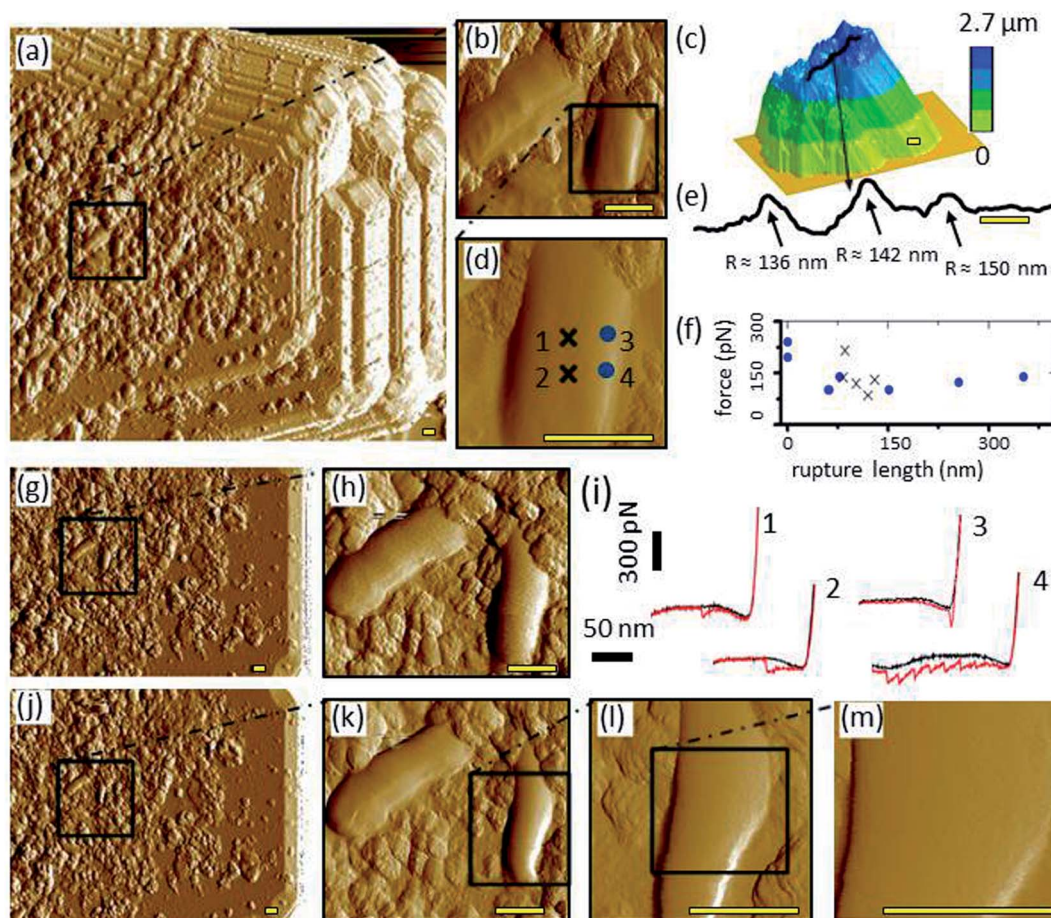 (a)
(b)
(c)
2.7 µm
0
(d)
1
2
3
4
(e)
R ≈ 136 nm
R ≈ 142 nm
R ≈ 150 nm
(f)
force (pN)
300
150
0
0
150
300
rupture length (nm)
(g)
(h)
(i)
300 pN
50 nm
1
2
3
4
(j)
(k)
(l)
(m)